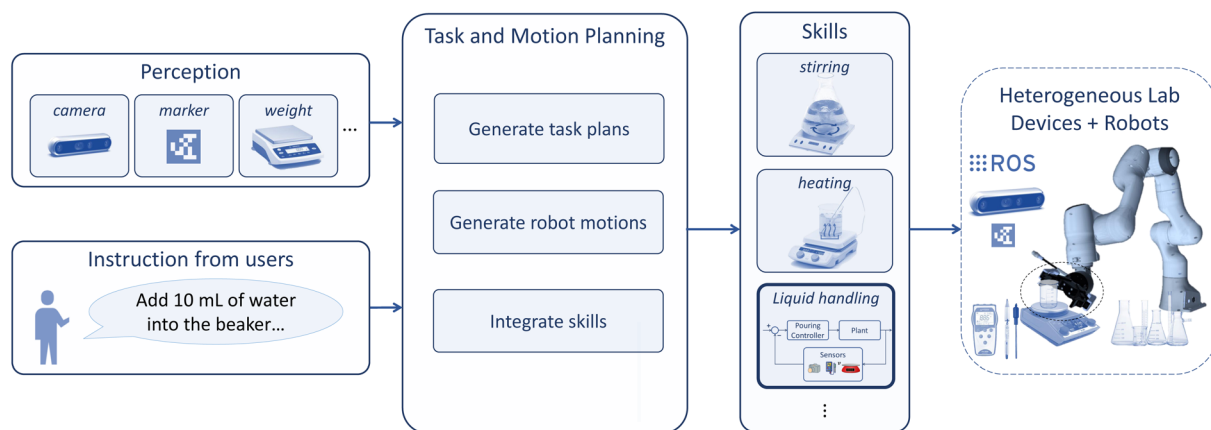 Perception
camera
marker
weight
...
Instruction from users
Add 10 mL of water
into the beaker...
Task and Motion Planning
Generate task plans
Generate robot motions
Integrate skills
Skills
stirring
heating
Liquid handling
+
-
Pouring
Controller
Plant
Sensors
⋮
Heterogeneous Lab
Devices + Robots
ROS